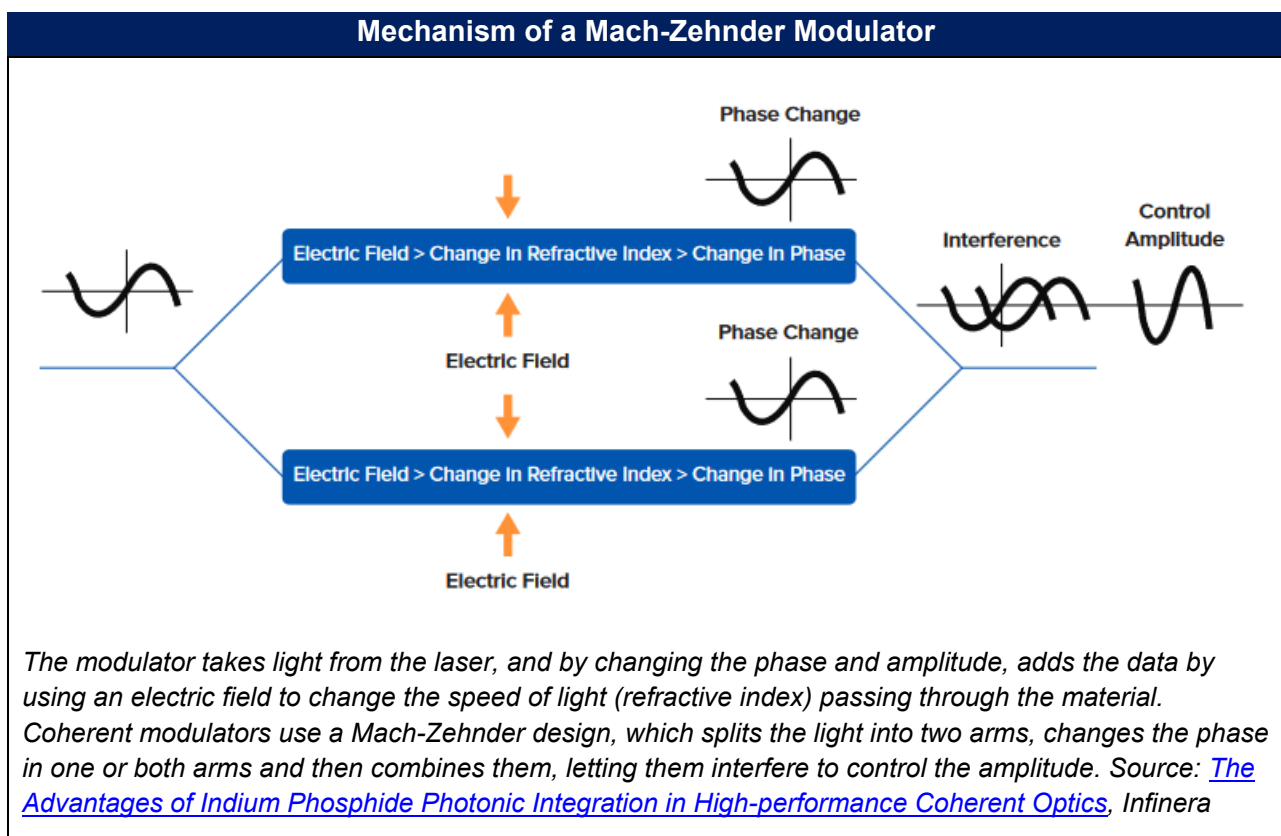 Mechanism of a Mach-Zehnder Modulator
Phase Change
Electric Field > Change In Refractive Index > Change In Phase
Interference
Control
Amplitude
Electric Field
Phase Change
Electric Field > Change In Refractive Index > Change In Phase
Electric Field
The modulator takes light from the laser, and by changing the phase and amplitude, adds the data by
using an electric field to change the speed of light (refractive index) passing through the material.
Coherent modulators use a Mach-Zehnder design, which splits the light into two arms, changes the phase
in one or both arms and then combines them, letting them interfere to control the amplitude. Source: The
Advantages of Indium Phosphide Photonic Integration in High-performance Coherent Optics, Infinera